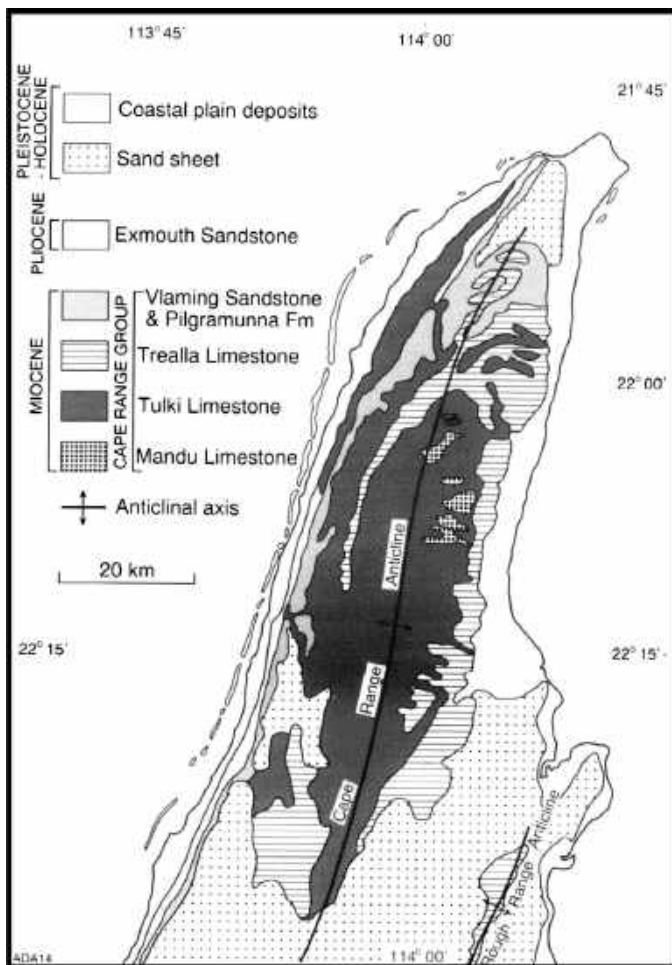 113° 45'
114° 00'
21° 45'
PLEISTOCENE
- HOLOCENE
Coastal plain deposits
Sand sheet
PLIOCENE
Exmouth Sandstone
MIOCENE
CAPE RANGE GROUP
Vlaming Sandstone
& Pilgramunna Fm
Trealla Limestone
Tulki Limestone
Mandu Limestone
Anticlinal axis
20 km
22° 00'
22° 15'
22° 15'
Cape
Range
Anticline
Rough Range Anticline
114° 00'
ADA14